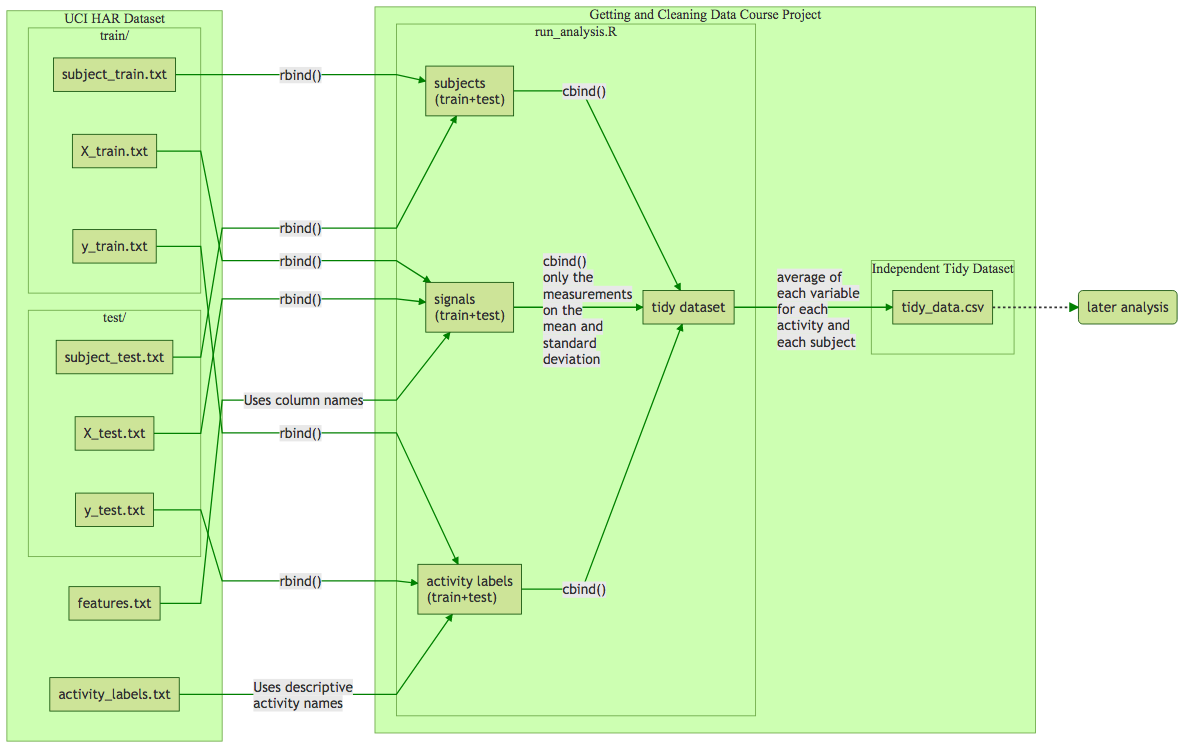 UCI HAR Dataset
train/
subject_train.txt
X_train.txt
y_train.txt
test/
subject_test.txt
X_test.txt
y_test.txt
features.txt
activity_labels.txt
rbind()
rbind()
rbind()
rbind()
Uses column names
rbind()
rbind()
Uses descriptive
activity names
Getting and Cleaning Data Course Project
run_analysis.R
subjects
(train+test)
signals
(train+test)
activity labels
(train+test)
cbind()
cbind()
only the
measurements
on the
mean and
standard
deviation
cbind()
tidy dataset
average of
each variable
for each
activity and
each subject
Independent Tidy Dataset
tidy_data.csv
later analysis